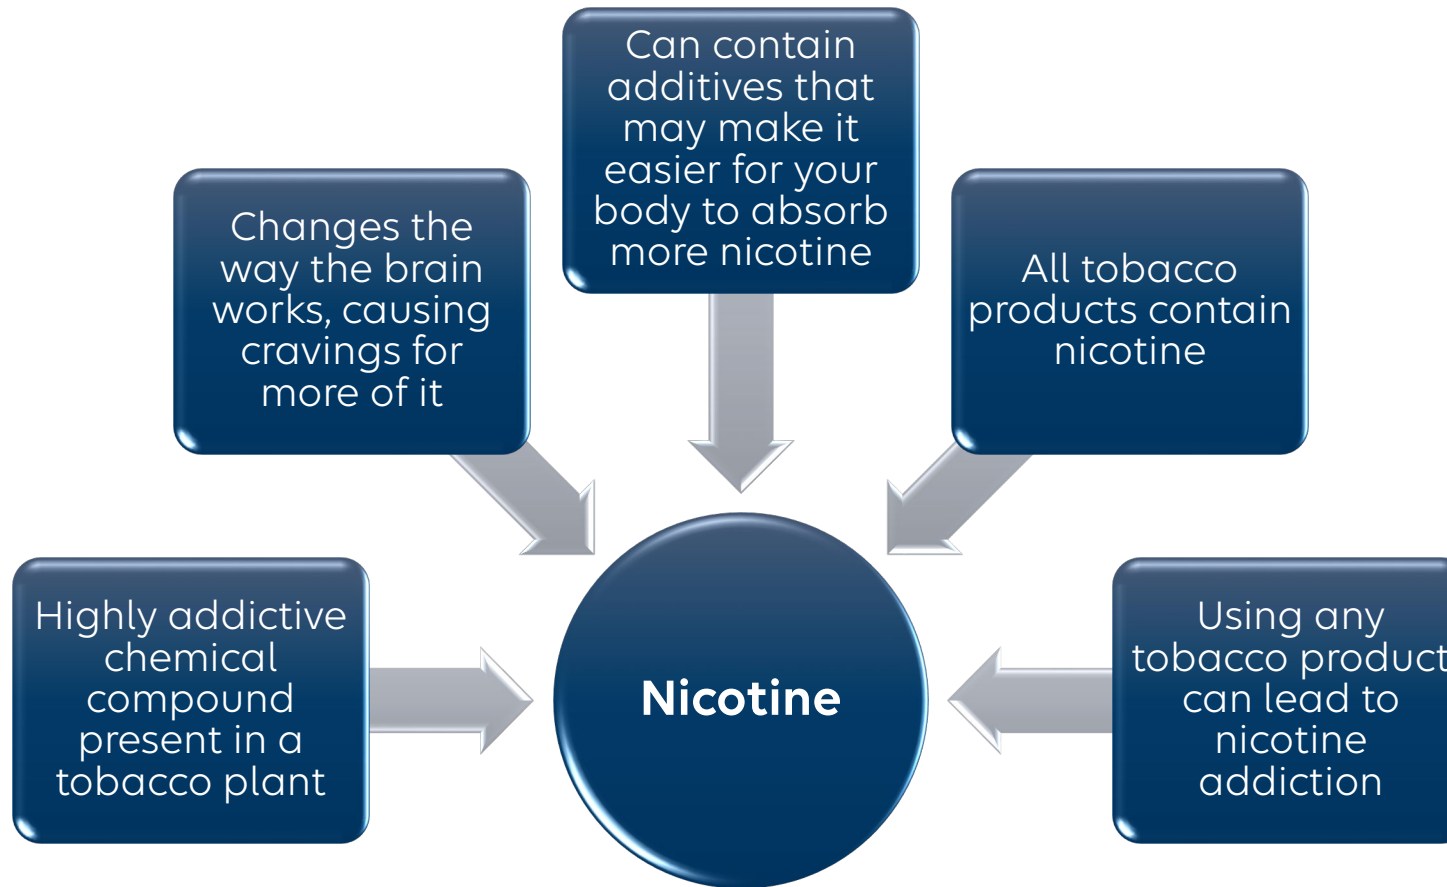 Can contain
additives that
may make it
easier for your
body to absorb
more nicotine
Changes the
way the brain
works, causing
cravings for
more of it
All tobacco
products contain
nicotine
Highly addictive
chemical
compound
present in a
tobacco plant
Nicotine
Using any
tobacco product
can lead to
nicotine
addiction